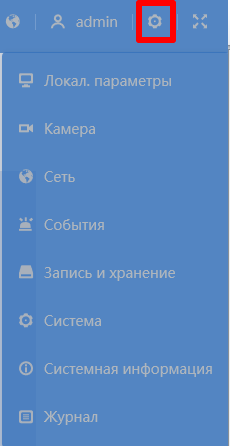 admin
Локал. параметры
Камера
Сеть
События
Запись и хранение
Система
Системная информация
Журнал